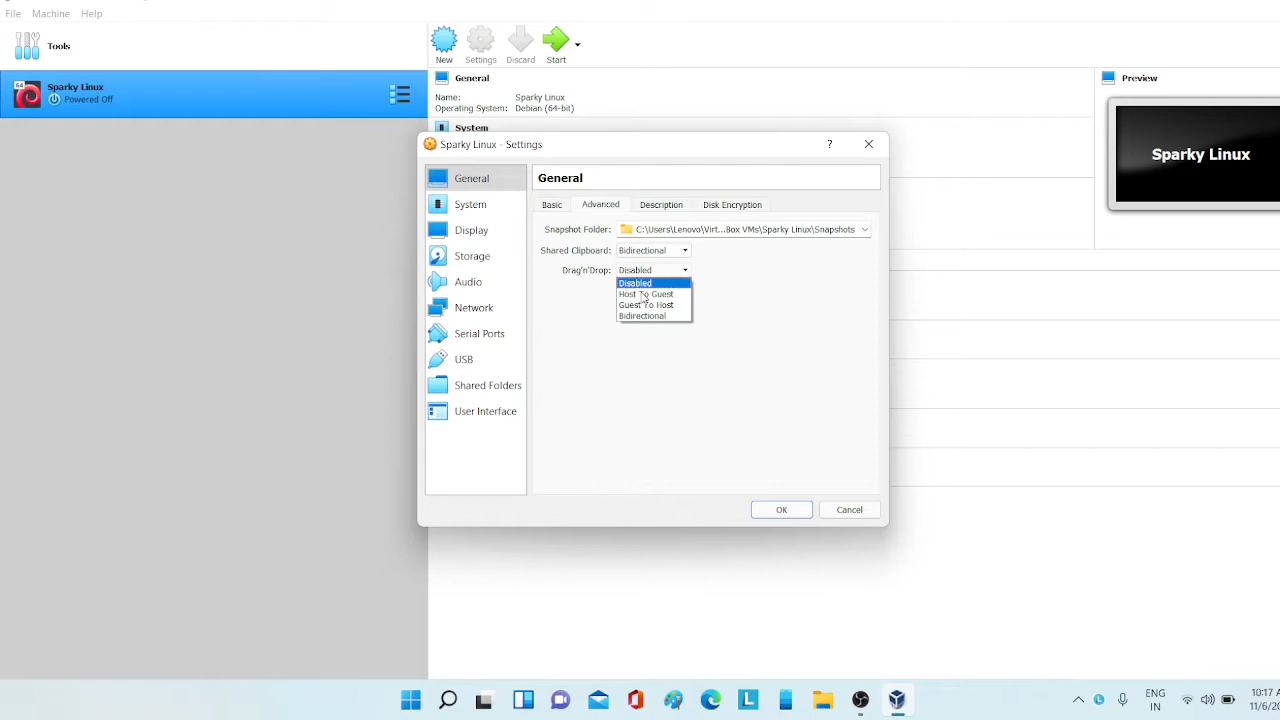 File Machine Help
Tools
New Settings Discard Start
64 Sparky Linux
Powered Off
General
Name: Sparky Linux
Operating System: Debian (64-bit)
System
Preview
Sparky Linux
Sparky Linux - Settings ?
General
System
Display
Storage
Audio
Network
Serial Ports
USB
Shared Folders
User Interface
General
Basic Advanced Description Disk Encryption
Snapshot Folder: C:\Users\Lenovo\Virt...Box VMs\Sparky Linux\Snapshots
Shared Clipboard: Bidirectional
Drag'n'Drop: Disabled
Disabled
Host To Guest
Guest To Host
Bidirectional
OK Cancel
L
ENG
IN
10:17
11/6/20